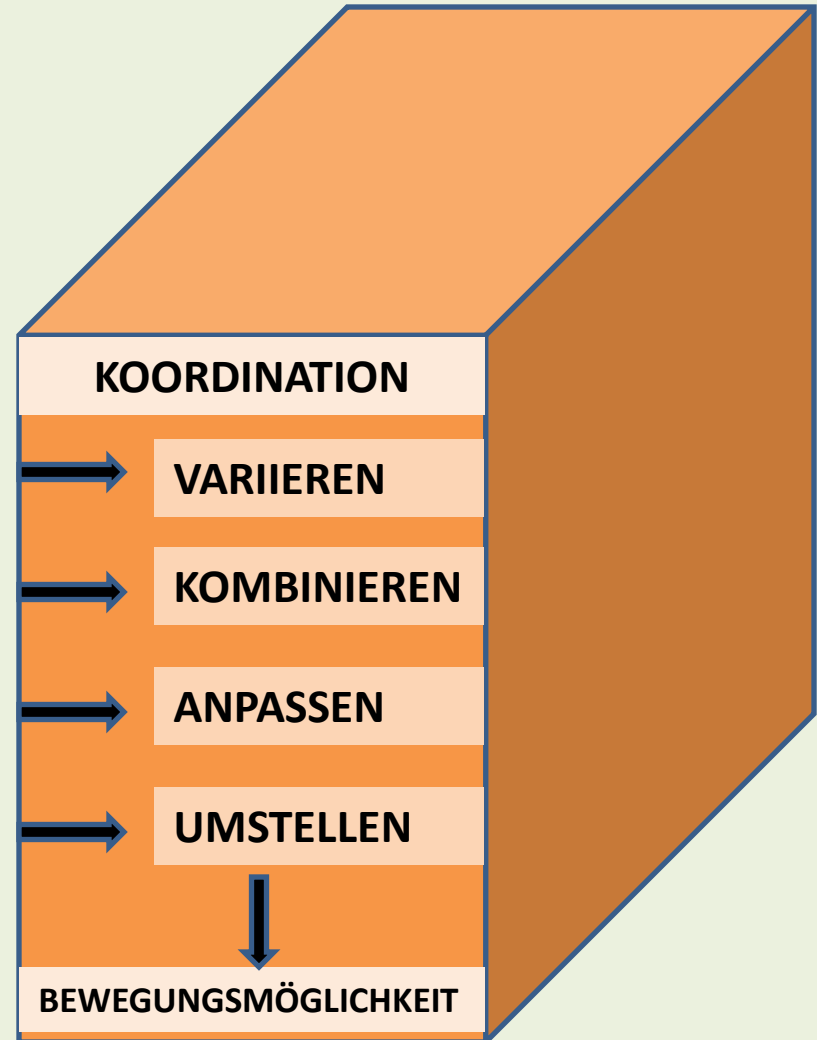 KOORDINATION
VARIIEREN
KOMBINIEREN
ANPASSEN
UMSTELLEN
BEWEGUNGSMÖGLICHKEIT